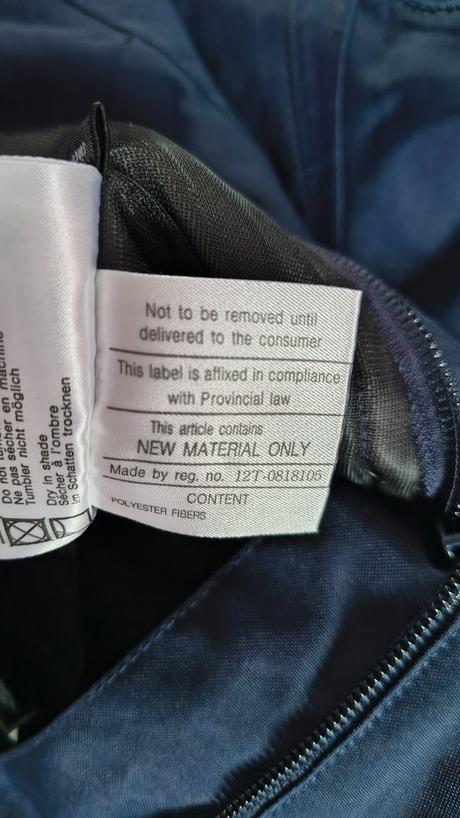 Not to be removed until
delivered to the consumer
This label is affixed in compliance
with Provincial law
This article contains
NEW MATERIAL ONLY
Made by reg. no. 12T-0818105
CONTENT
POLYESTER FIBERS
Ne pas sécher en machine
Tumbler nicht möglich
Dry in shade
Sécher à l'ombre
in Schatten trocknen